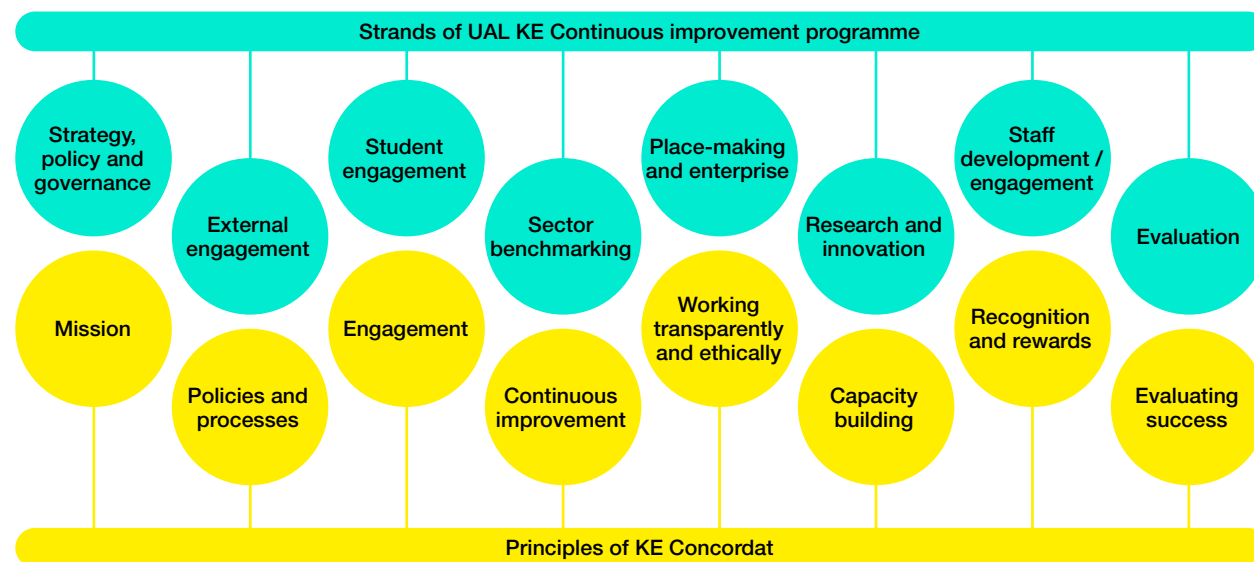 Strands of UAL KE Continuous improvement programme
Strategy,
policy and
governance
External
engagement
Student
engagement
Sector
benchmarking
Place-making
and enterprise
Research and
innovation
Staff
development /
engagement
Evaluation
Mission
Policies and
processes
Engagement
Continuous
improvement
Working
transparently
and ethically
Capacity
building
Recognition
and rewards
Evaluating
success
Principles of KE Concordat